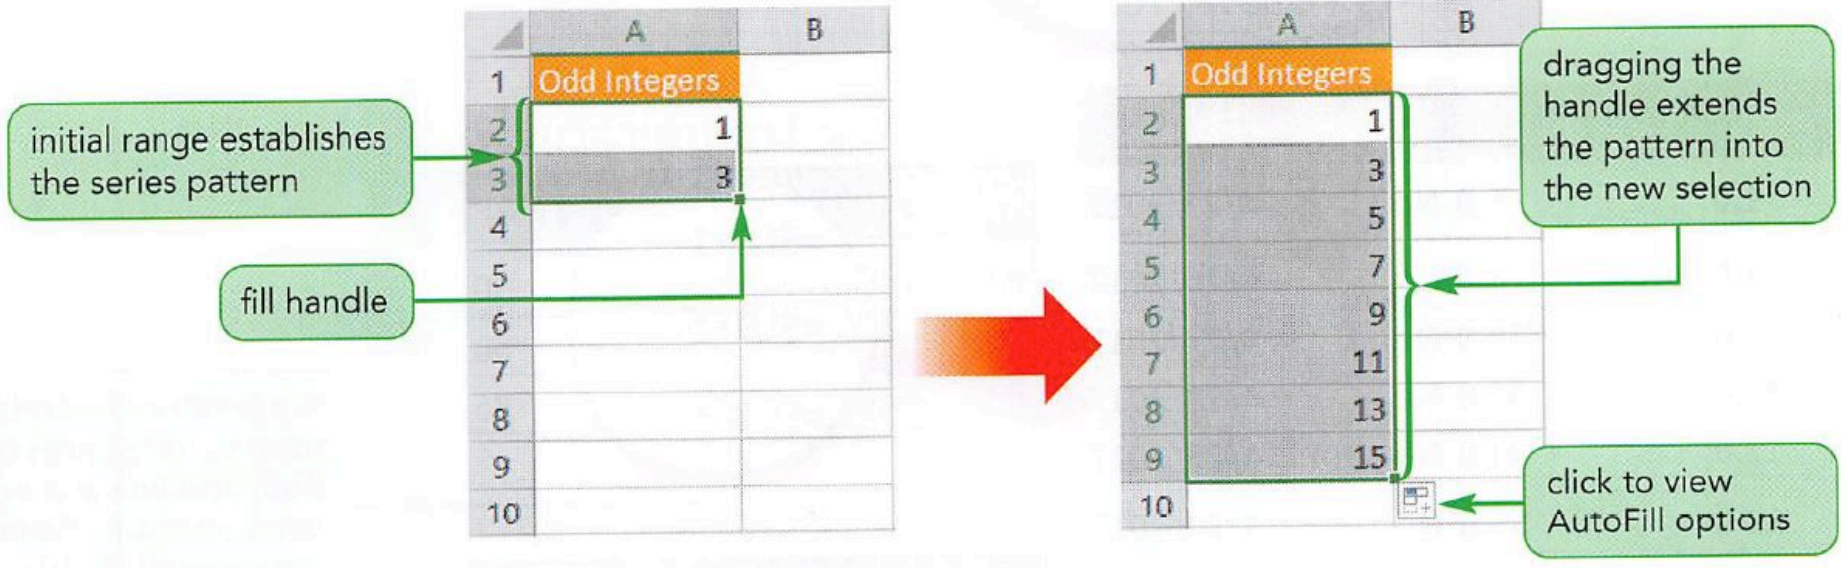 A B
1 Odd Integers
2 1
3 3
4
5
6
7
8
9
10
initial range establishes
the series pattern
fill handle
A B
1 Odd Integers
2 1
3 3
4 5
5 7
6 9
7 11
8 13
9 15
10
dragging the
handle extends
the pattern into
the new selection
click to view
AutoFill options